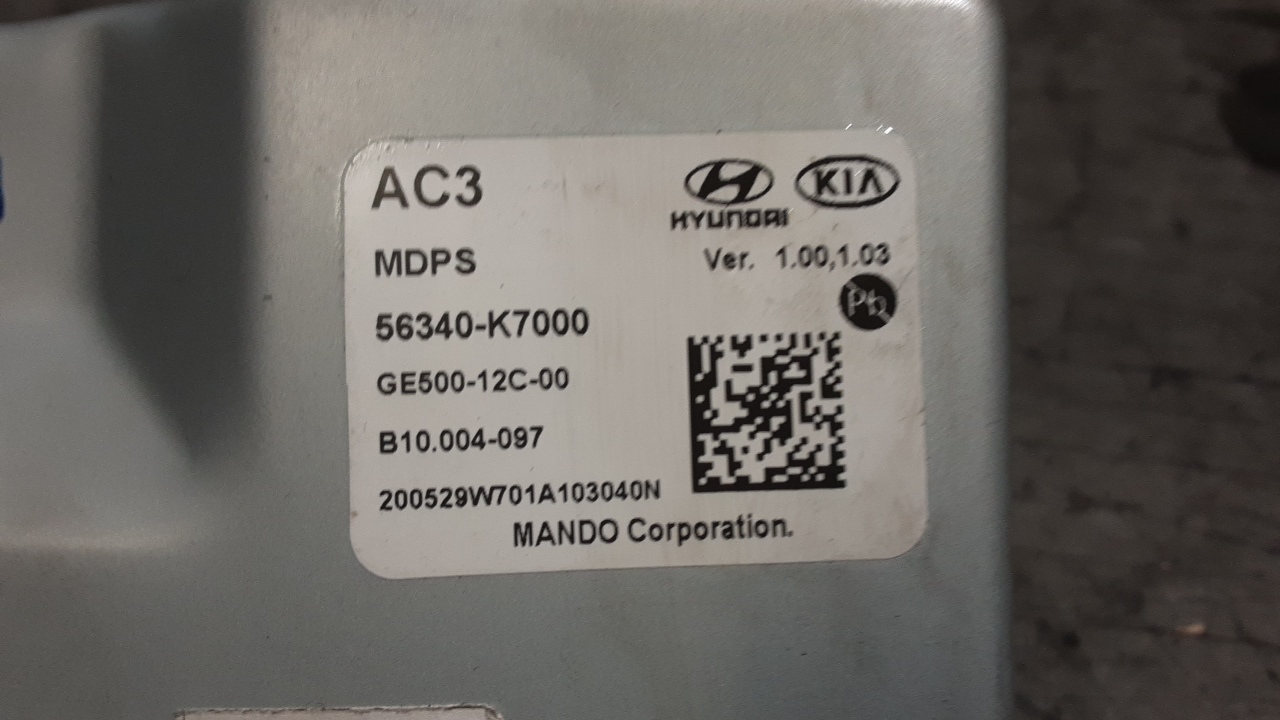 AC3
HYUNDAI
KIA
MDPS
Ver. 1.00,1.03
56340-K7000
Pb
GE500-12C-00
B10.004-097
200529W701A103040N
MANDO Corporation.